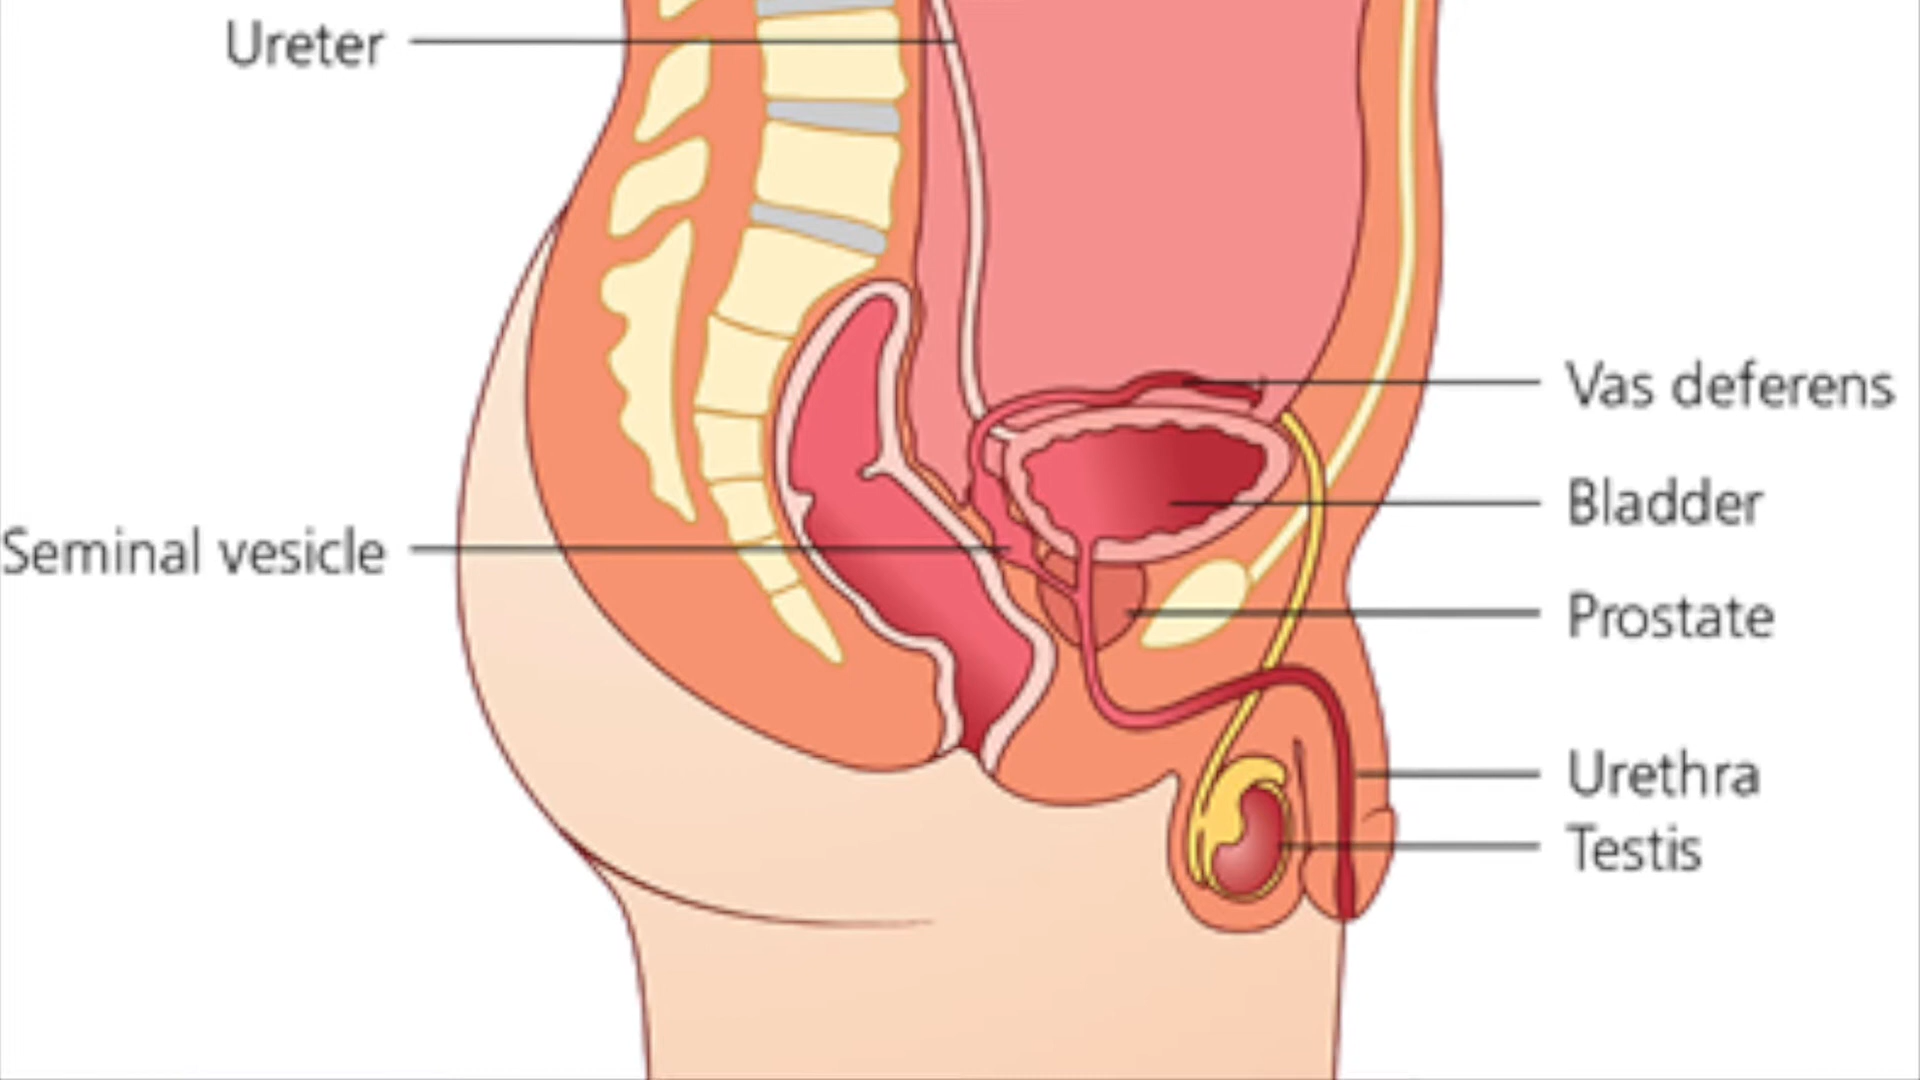 Ureter
Vas deferens
Bladder
Seminal vesicle
Prostate
Urethra
Testis